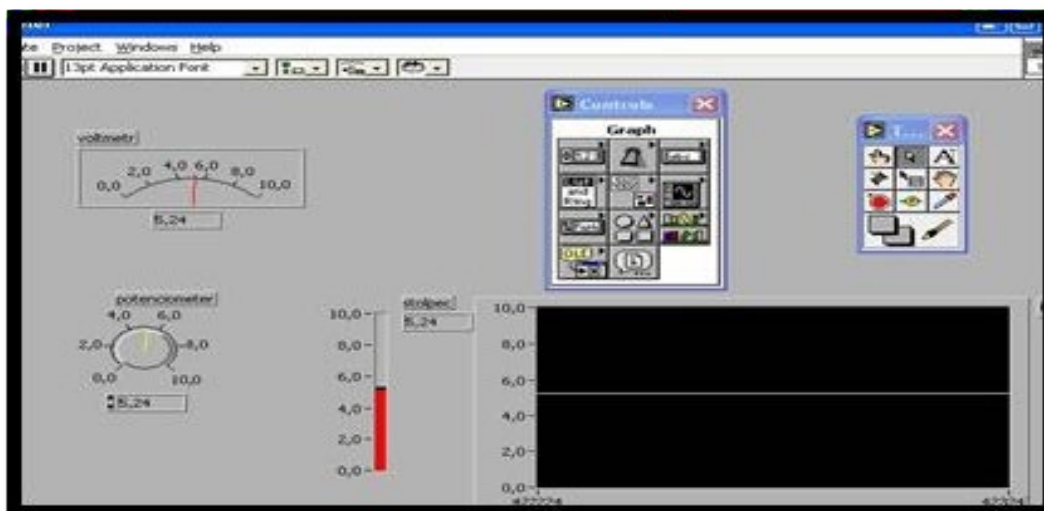 Project Windows Help
13pt Application Font
Controls
Graph
T...
voltmetr
0,0 2,0 4,0 6,0 8,0 10,0
5,24
potenciometer
0,0 2,0 4,0 6,0 8,0 10,0
5,24
10,0
8,0
6,0
4,0
2,0
0,0
stolpec
5,24
10,0
8,0
6,0
4,0
2,0
0,0